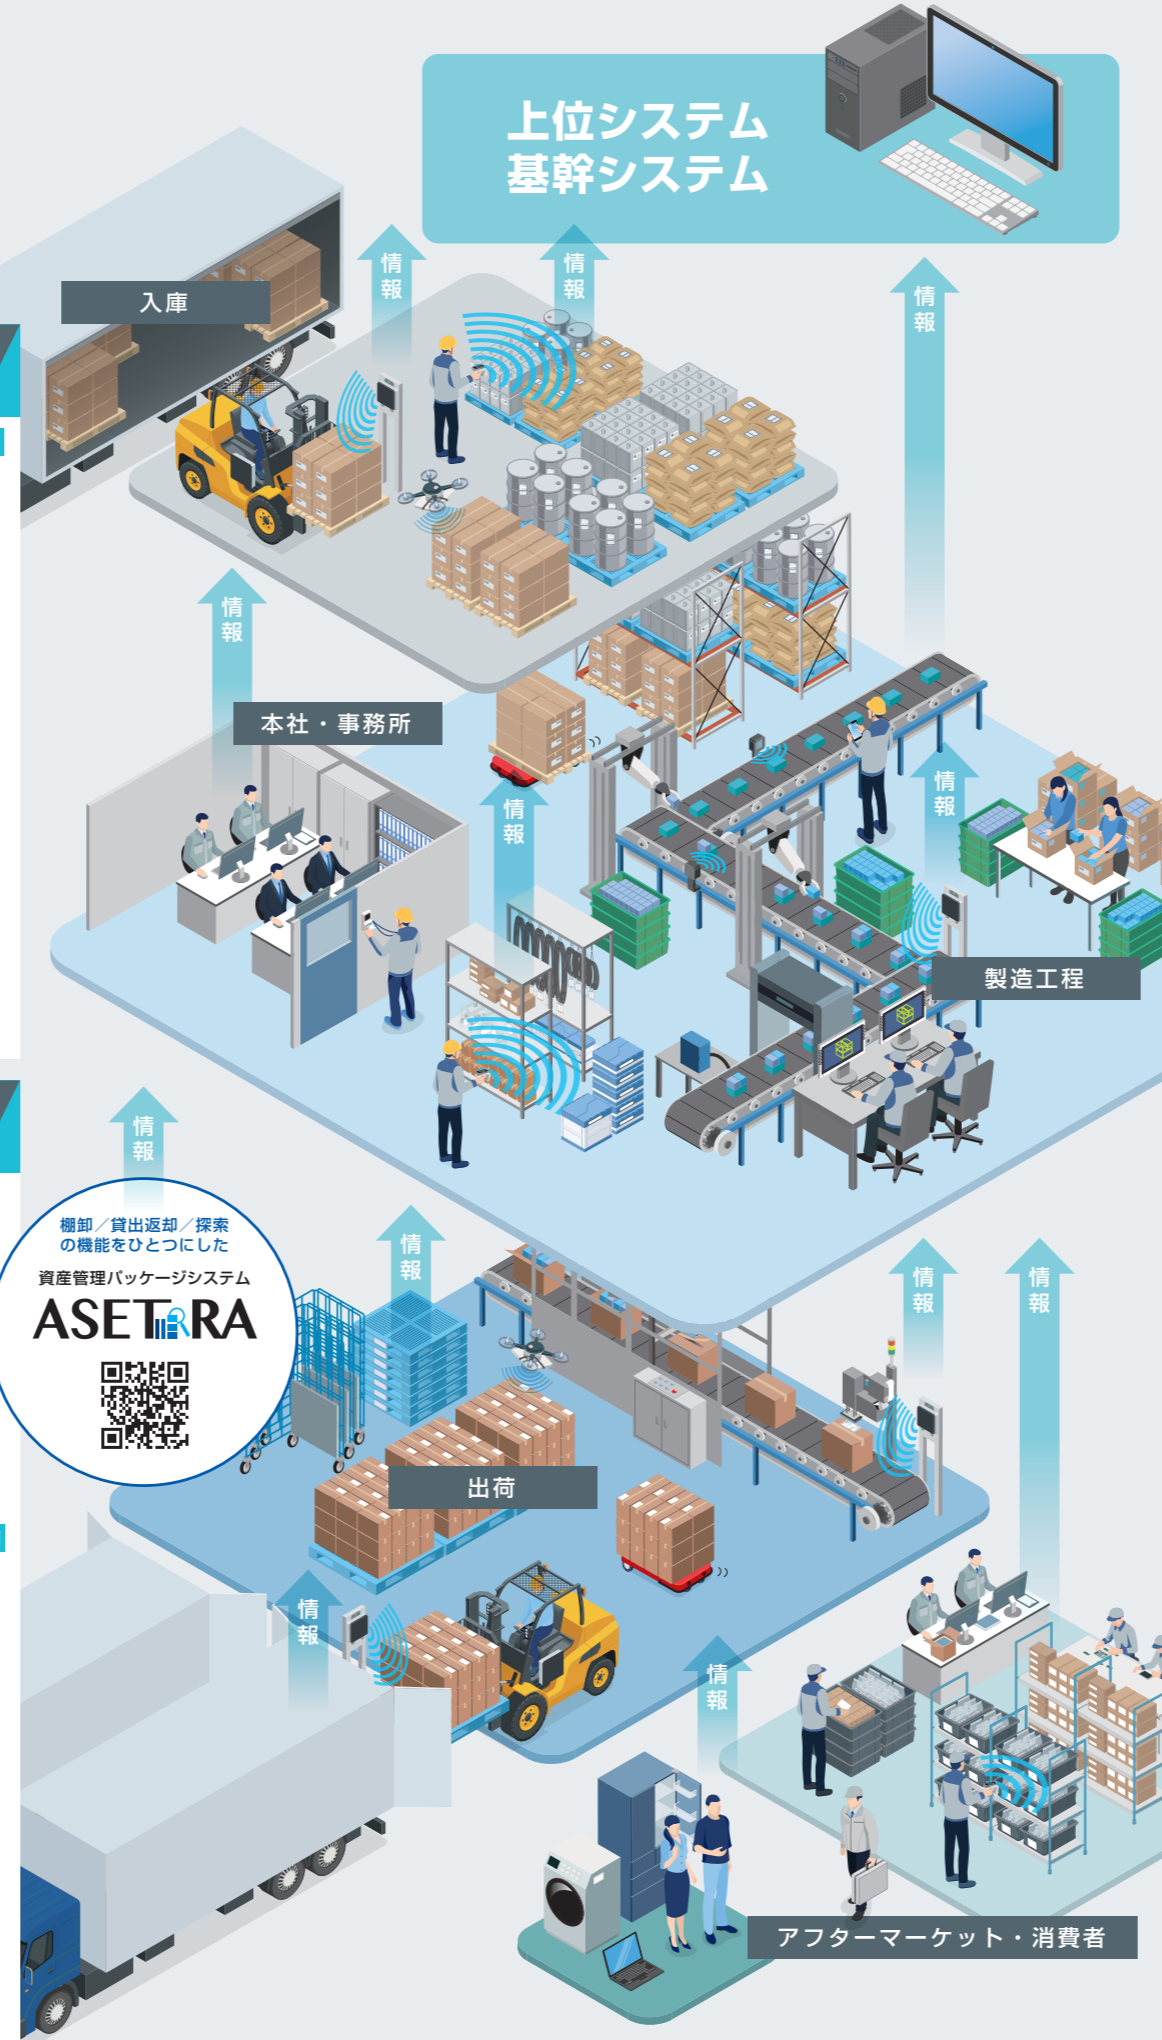 上位システム
基幹システム
情報
情報
情報
入庫
情報
本社・事務所
情報
情報
製造工程
情報
棚卸／貸出返却／探索
の機能をひとつにした
資産管理パッケージシステム
ASETRA
情報
情報
情報
出荷
情報
情報
アフターマーケット・消費者